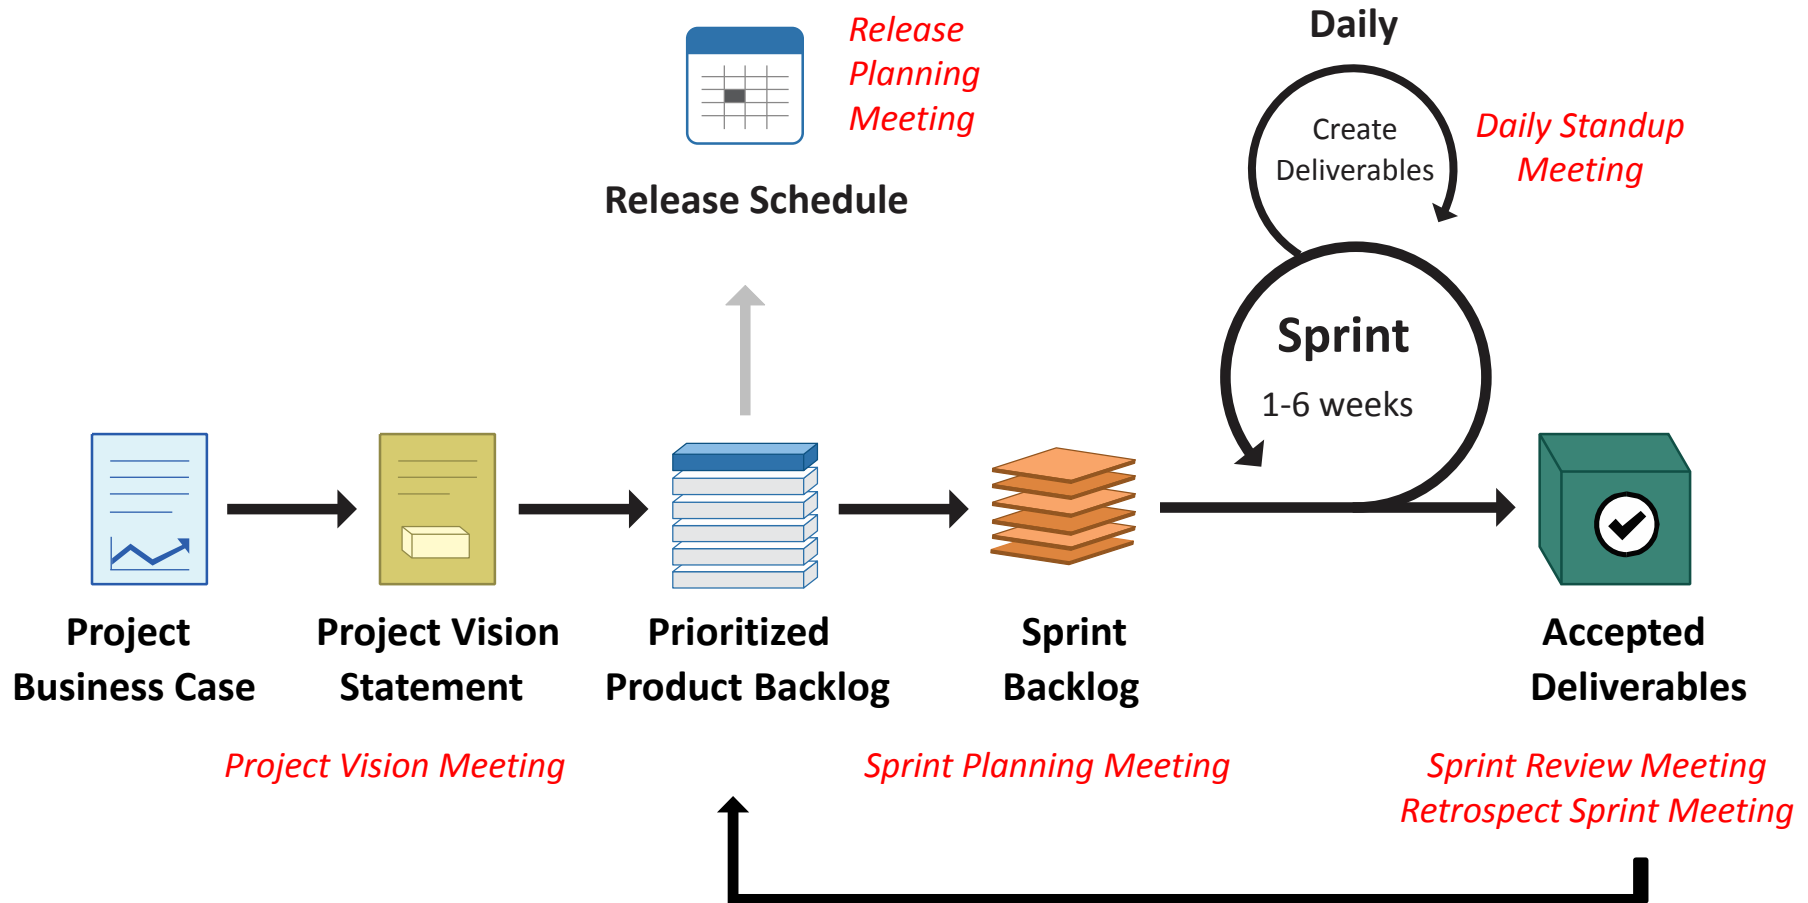 Release
Planning
Meeting
Release Schedule
Daily
Create
Deliverables
Daily Standup
Meeting
Sprint
1-6 weeks
Project
Business Case
Project Vision
Statement
Prioritized
Product Backlog
Sprint
Backlog
Accepted
Deliverables
Project Vision Meeting
Sprint Planning Meeting
Sprint Review Meeting
Retrospect Sprint Meeting